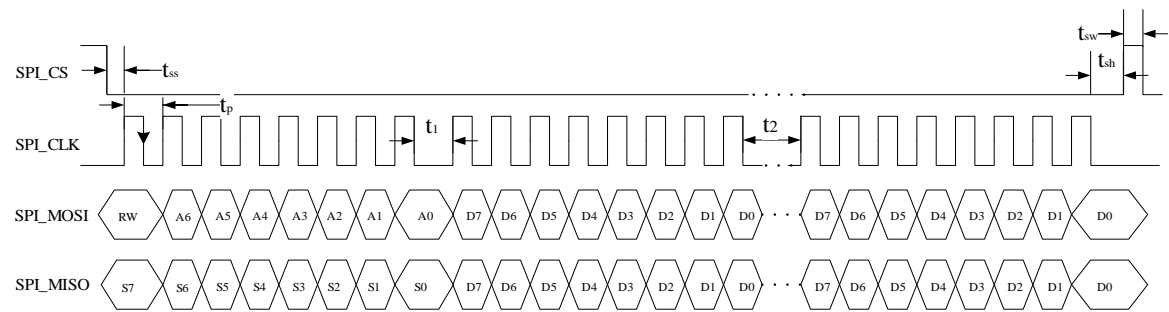 tsw
SPI_CS tss tsh
tp
SPI_CLK t1 t2
SPI_MOSI RW A6 A5 A4 A3 A2 A1 A0 D7 D6 D5 D4 D3 D2 D1 D0 D7 D6 D5 D4 D3 D2 D1 D0
SPI_MISO S7 S6 S5 S4 S3 S2 S1 S0 D7 D6 D5 D4 D3 D2 D1 D0 D7 D6 D5 D4 D3 D2 D1 D0